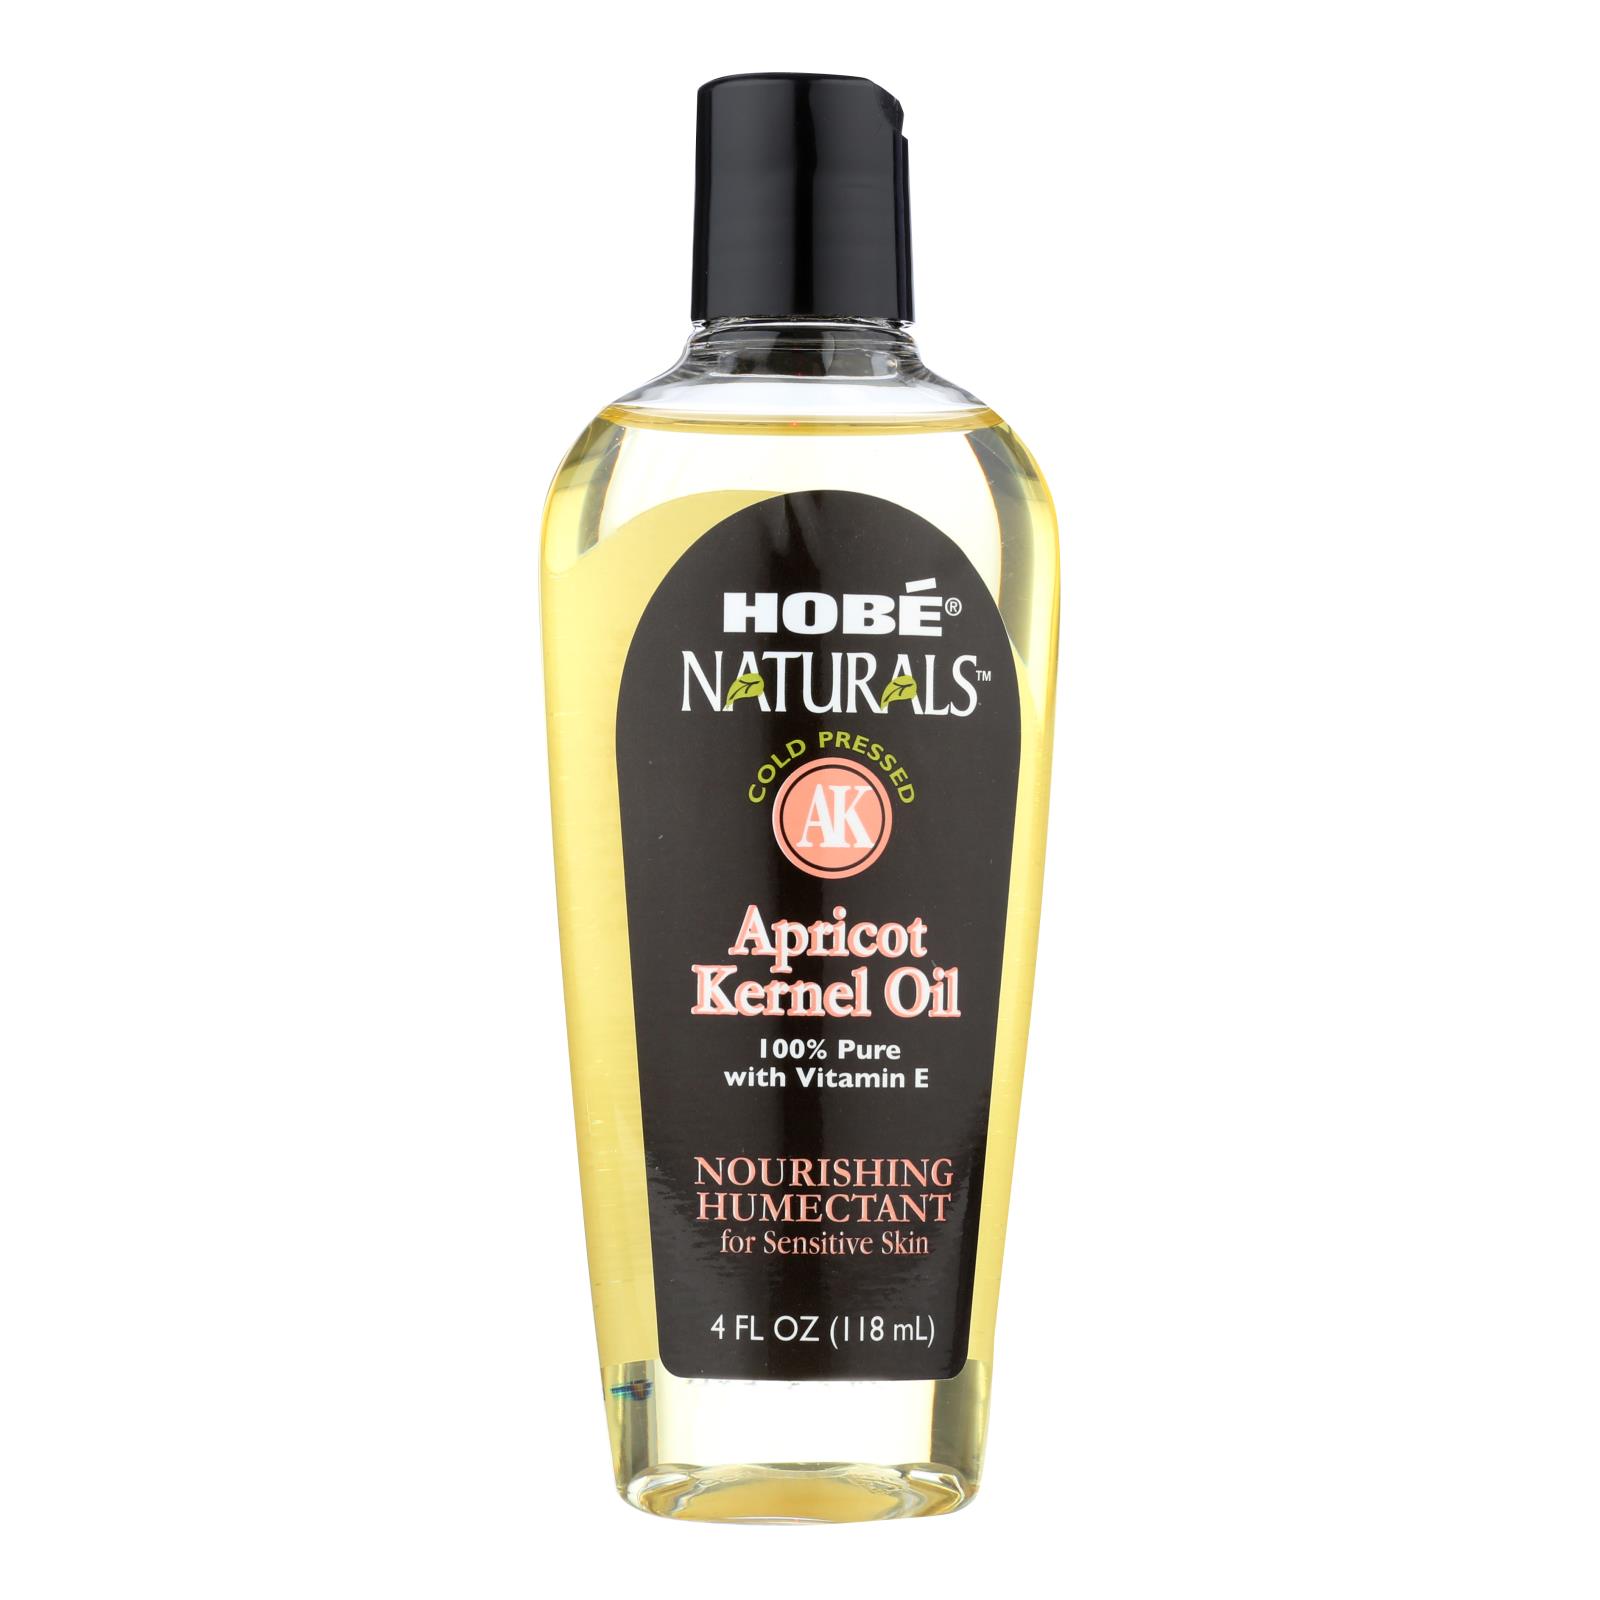 HOBÉ®
NATURALS™
COLD PRESSED
AK
Apricot
Kernel Oil
100% Pure
with Vitamin E
NOURISHING
HUMECTANT
for Sensitive Skin
4 FL OZ (118 mL)